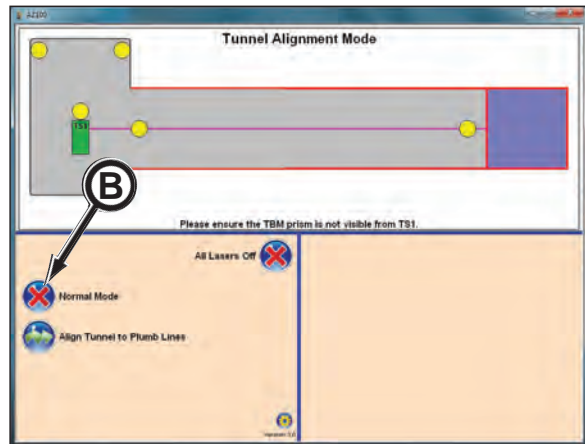 AZ100
Tunnel Alignment Mode
TS1
B
Please ensure the TBM prism is not visible from TS1.
All Lasers Off
Normal Mode
Align Tunnel to Plumb Lines